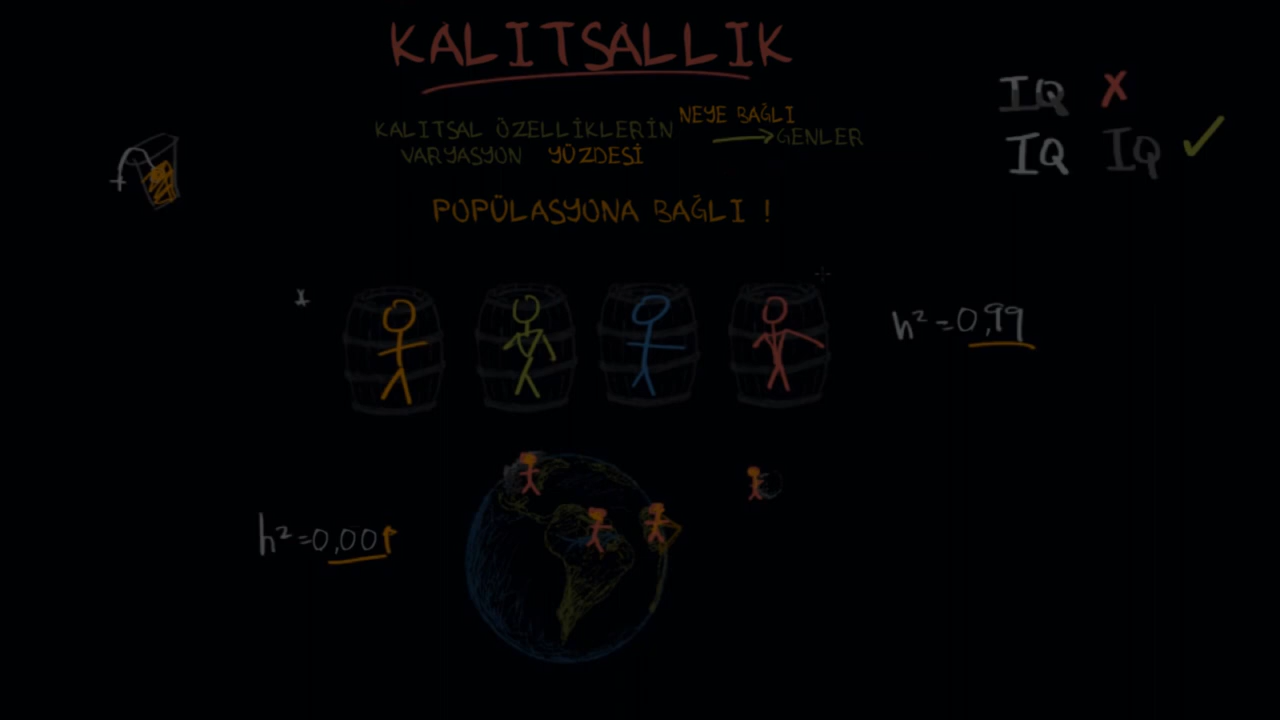 KALITSALLIK
IQ X
KALITSAL ÖZELLİKLERİN NEYE BAĞLI → GENLER
VARYASYON YÜZDESİ
IQ IQ ✓
POPÜLASYONA BAĞLI !
h² = 0,99
h² = 0,001